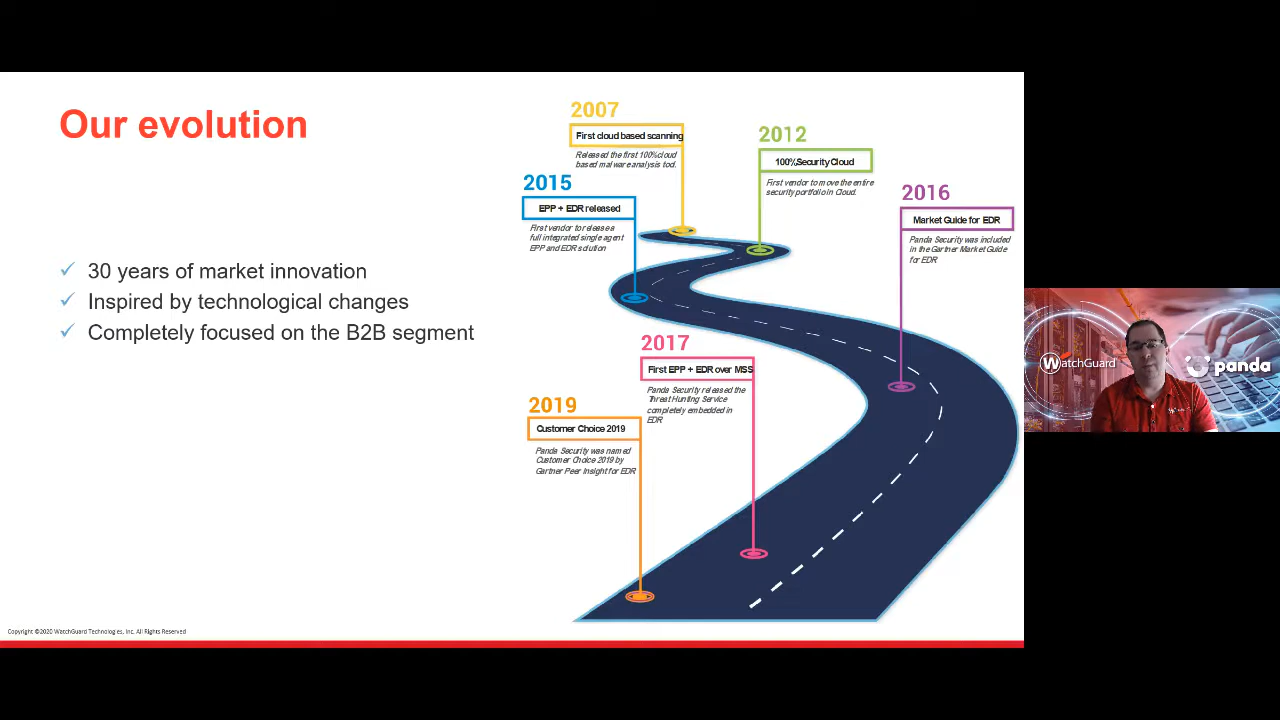 Our evolution
30 years of market innovation
Inspired by technological changes
Completely focused on the B2B segment
2007
First cloud based scanning
Released the first 100%cloud
based malware analysis tool.
2012
100% Security Cloud
First vendor to move the entire
security portfolio in Cloud.
2015
EPP + EDR released
First vendor to release a
full integrated single agent
EPP and EDR solution
2016
Market Guide for EDR
Panda Security was included
in the Gartner Market Guide
for EDR
2017
First EPP + EDR over MSS
Panda Security released the
Threat Hunting Service
completely embedded in
EDR
2019
Customer Choice 2019
Panda Security was named
Customer Choice 2019 by
Gartner Peer Insight for EDR
WatchGuard
panda
Copyright ©2020 WatchGuard Technologies, Inc. All Rights Reserved